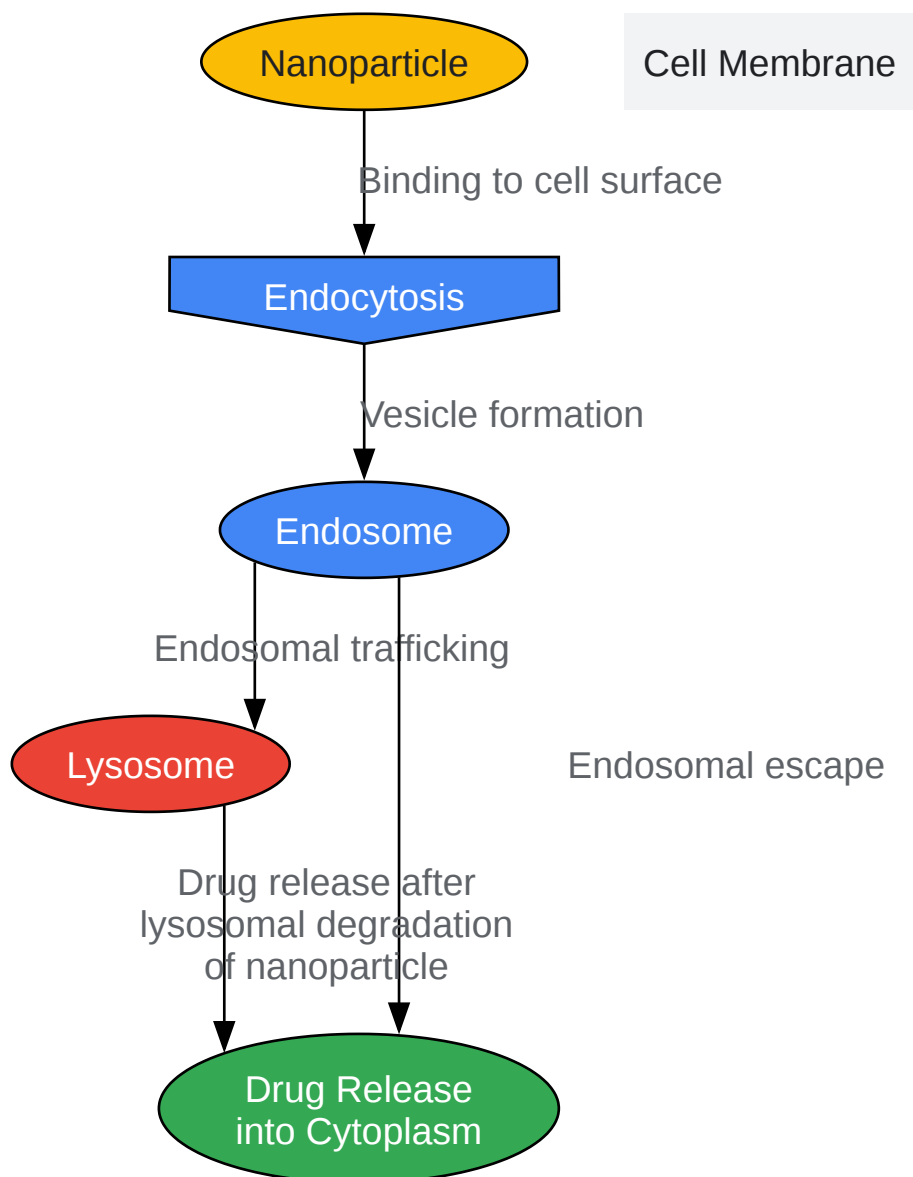 Nanoparticle
Cell Membrane
Binding to cell surface
Endocytosis
Vesicle formation
Endosome
Endosomal trafficking
Lysosome
Endosomal escape
Drug release after
lysosomal degradation
of nanoparticle
Drug Release
into Cytoplasm